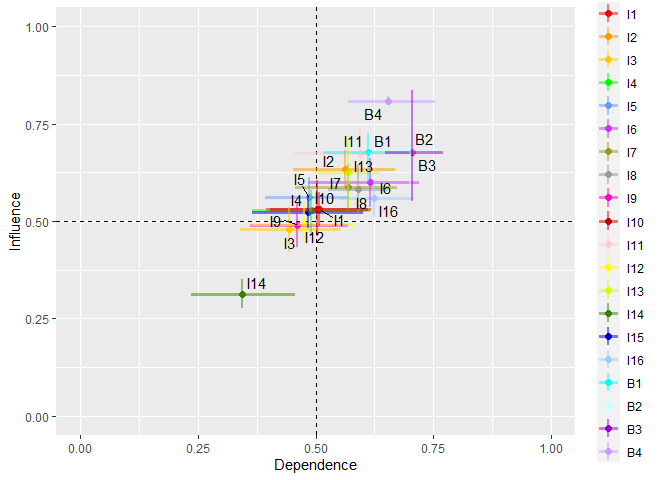 1.00
0.75
0.50
0.25
0.00
Influence
B4
I11 B1 B2
I2 I13 B3
I5 I7 I6
I4 I10 I8 I16
I9 I1
I3 I12
I14
0.00 0.25 0.50 0.75 1.00
Dependence
I1
I2
I3
I4
I5
I6
I7
I8
I9
I10
I11
I12
I13
I14
I15
I16
B1
B2
B3
B4